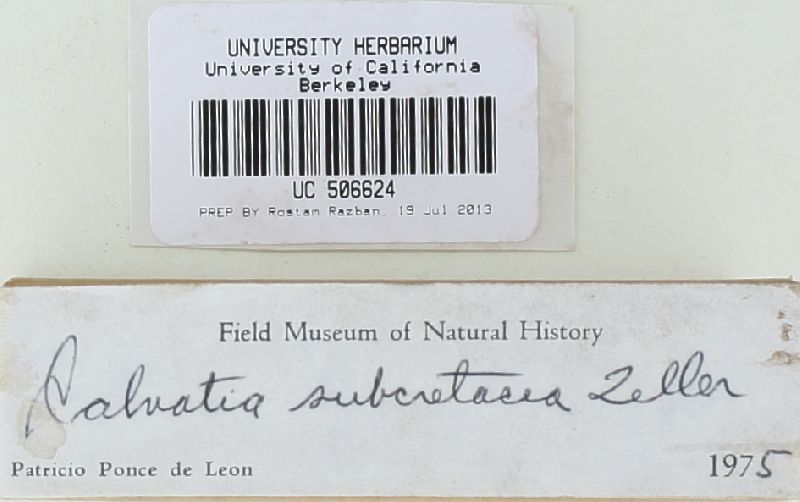 UNIVERSITY HERBARIUM
University of California
Berkeley
UC 506624
PREP BY Rostam Razban, 19 Jul 2013
Field Museum of Natural History
Calvatia subcretacea Zeller
Patricio Ponce de Leon 1975